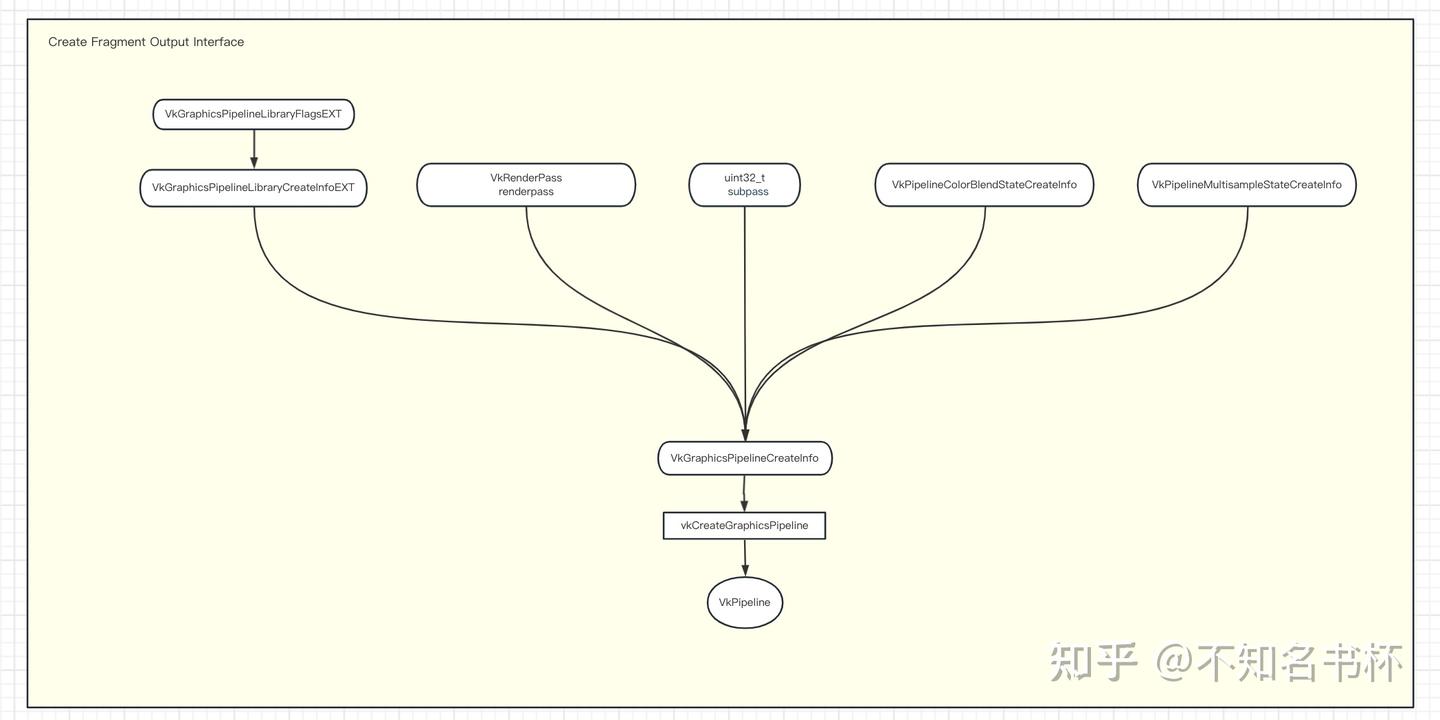 Create Fragment Output Interface
VkGraphicsPipelineLibraryFlagsEXT
VkGraphicsPipelineLibraryCreateInfoEXT
VkRenderPass
renderpass
uint32_t
subpass
VkPipelineColorBlendStateCreateInfo
VkPipelineMultisampleStateCreateInfo
VkGraphicsPipelineCreateInfo
vkCreateGraphicsPipeline
VkPipeline
知乎 @不知名书杯